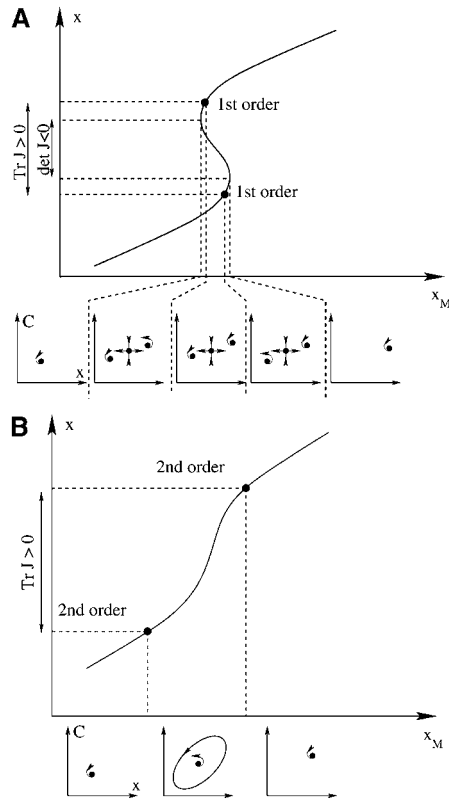 A
x
1st order
Tr J > 0
det J<0
1st order
x_M
C
x
B
x
2nd order
Tr J > 0
2nd order
x_M
C
x